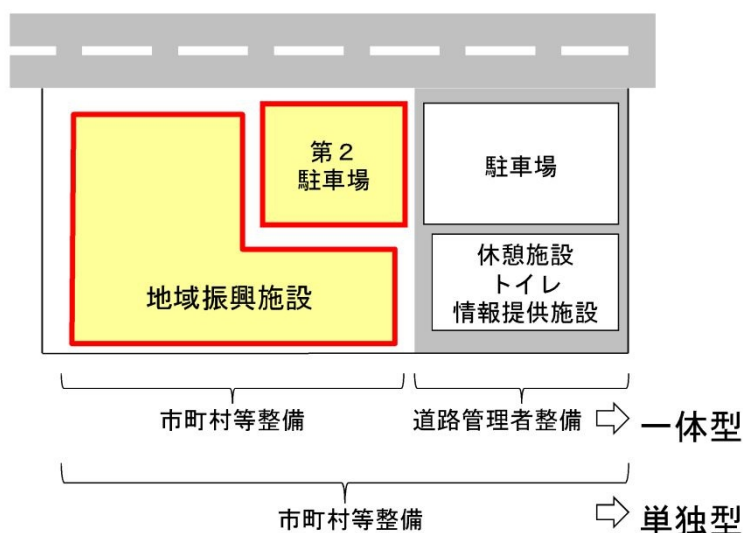 第２
駐車場
駐車場
地域振興施設
休憩施設
トイレ
情報提供施設
市町村等整備
道路管理者整備
一体型
市町村等整備
単独型